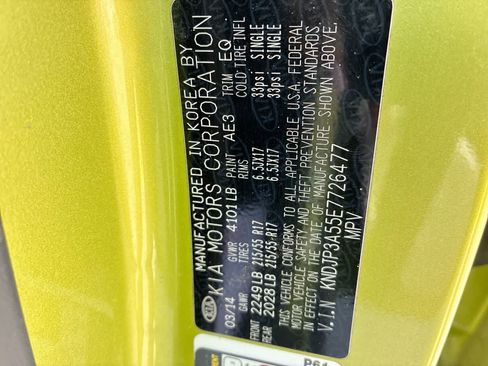 MANUFACTURED IN KOREA BY
KIA KIA MOTORS CORPORATION
03/14 GVWR 4101LB PAINT AE3 TRIM EQ
GAWR TIRES RIMS COLD TIRE INFL
FRONT 2249LB 215/55 R17 6.5JX17 33psi SINGLE
REAR 2028LB 215/55 R17 6.5JX17 33psi SINGLE
THIS VEHICLE CONFORMS TO ALL APPLICABLE U.S.A. FEDERAL
MOTOR VEHICLE SAFETY AND THEFT PREVENTION STANDARDS
IN EFFECT ON THE DATE OF MANUFACTURE SHOWN ABOVE.
V.I.N KNDJP3A55E7726477
MPV
P61